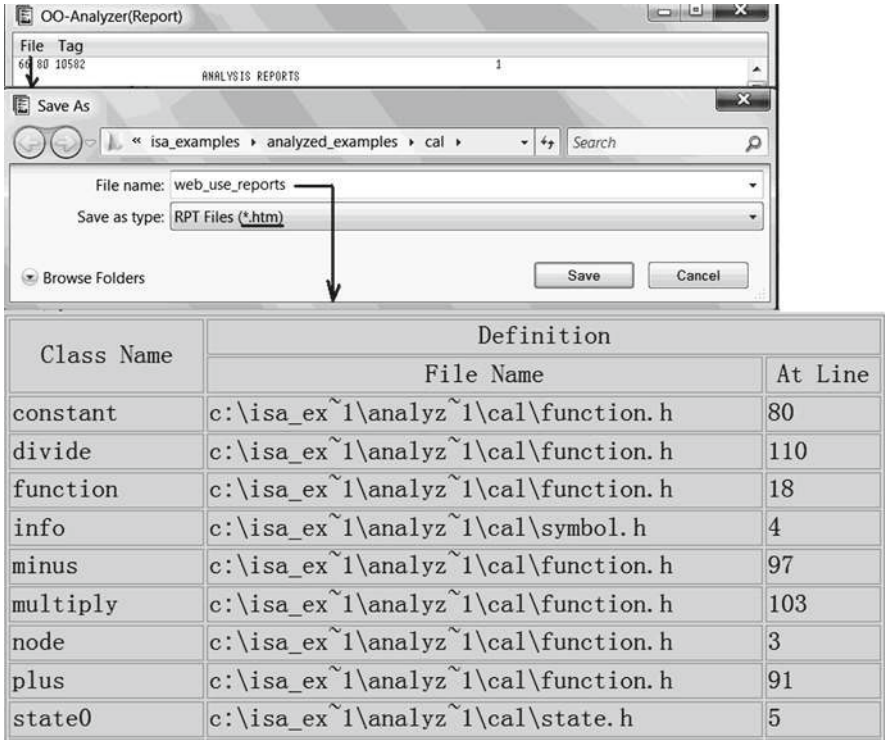 OO-Analyzer(Report)
File Tag
66 80 10582 1
ANALYSIS REPORTS
Save As
« isa_examples ▸ analyzed_examples ▸ cal ▸ Search
File name: web_use_reports
Save as type: RPT Files (*.htm)
Browse Folders Save Cancel
Class Name Definition
File Name At Line
constant c:\isa_ex~1\analyz~1\cal\function.h 80
divide c:\isa_ex~1\analyz~1\cal\function.h 110
function c:\isa_ex~1\analyz~1\cal\function.h 18
info c:\isa_ex~1\analyz~1\cal\symbol.h 4
minus c:\isa_ex~1\analyz~1\cal\function.h 97
multiply c:\isa_ex~1\analyz~1\cal\function.h 103
node c:\isa_ex~1\analyz~1\cal\function.h 3
plus c:\isa_ex~1\analyz~1\cal\function.h 91
state0 c:\isa_ex~1\analyz~1\cal\state.h 5